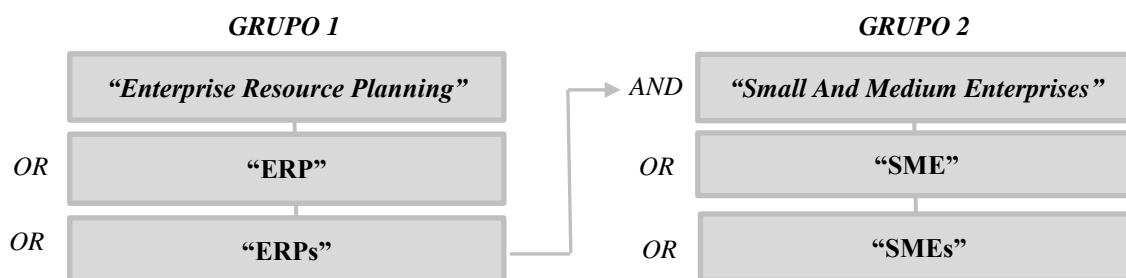 GRUPO 1
“Enterprise Resource Planning”
OR “ERP”
OR “ERPs”
GRUPO 2
AND “Small And Medium Enterprises”
OR “SME”
OR “SMEs”